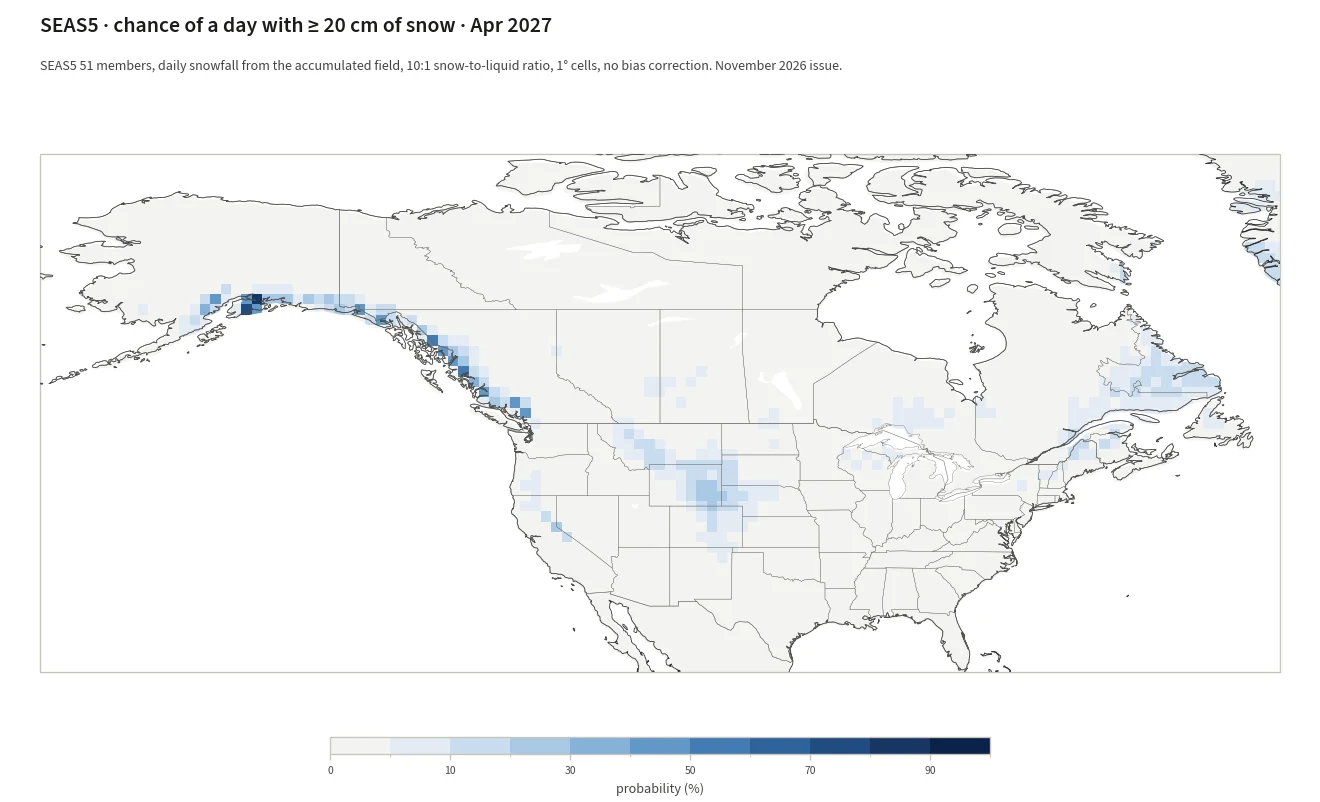 SEAS5 · chance of a day with ≥ 20 cm of snow · Apr 2027
SEAS5 51 members, daily snowfall from the accumulated field, 10:1 snow-to-liquid ratio, 1° cells, no bias correction. November 2026 issue.
0 10 30 50 70 90
probability (%)